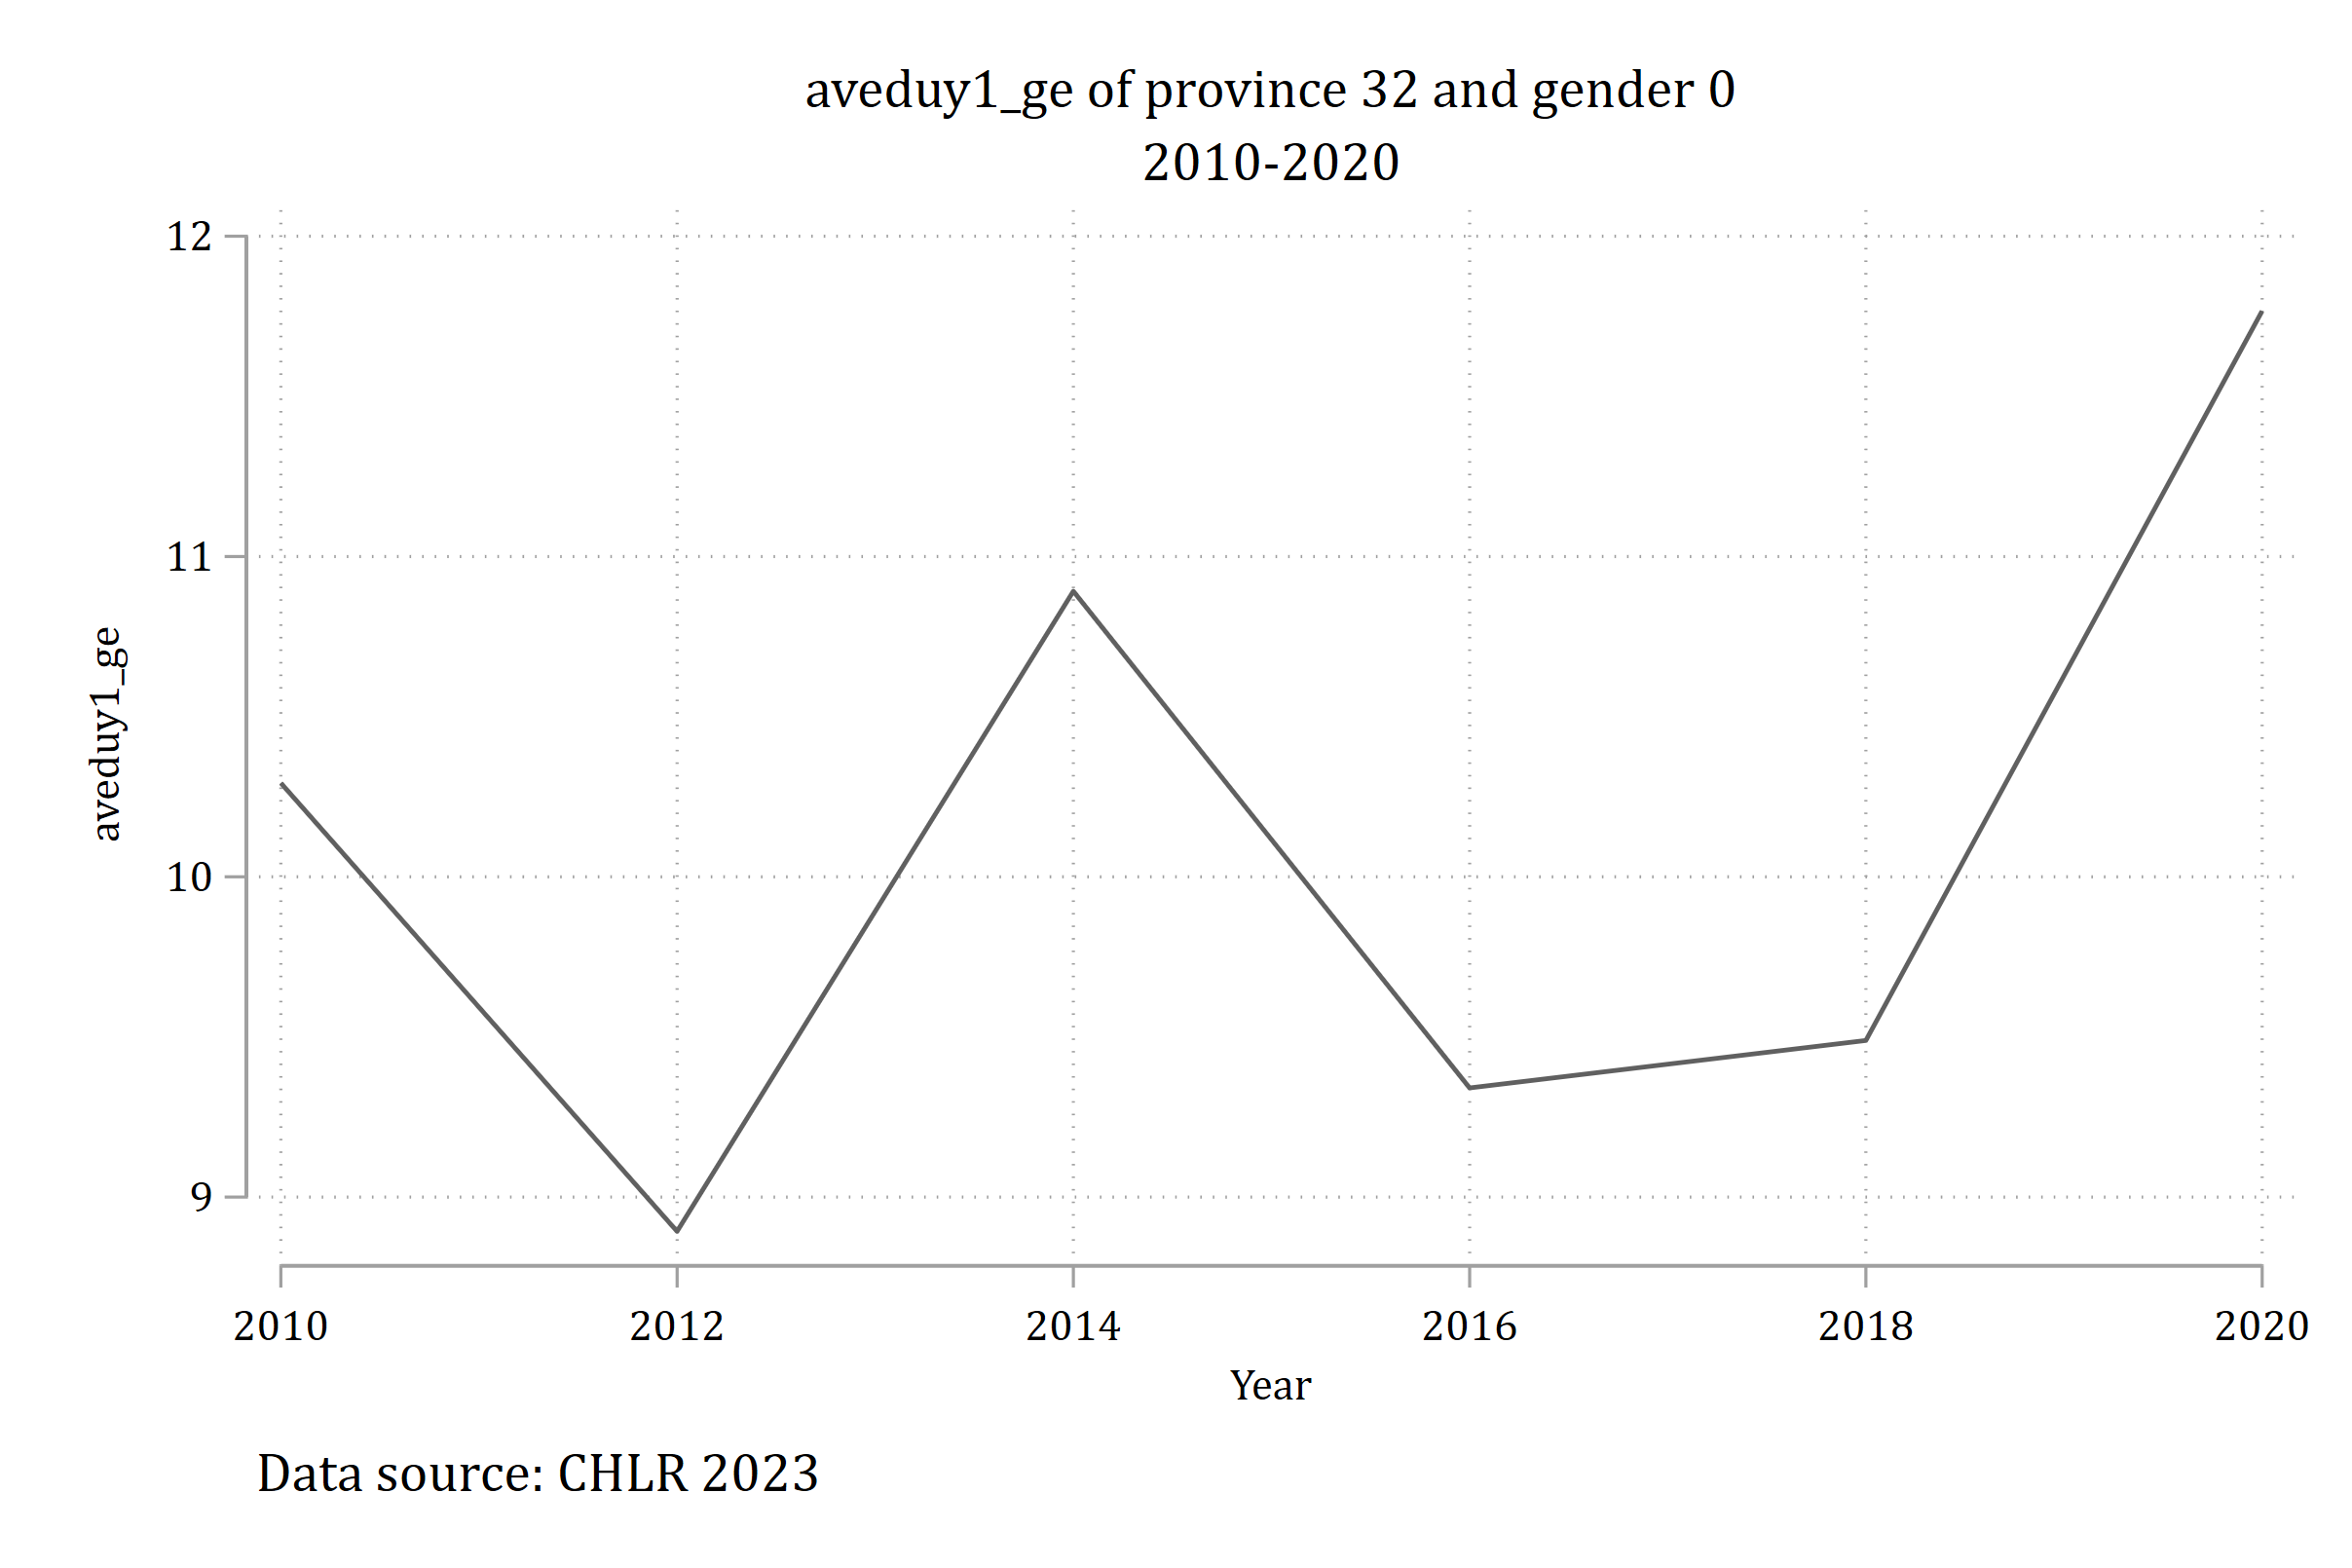 aveduy1_ge of province 32 and gender 0
2010-2020
12
11
10
9
aveduy1_ge
2010 2012 2014 2016 2018 2020
Year
Data source: CHLR 2023